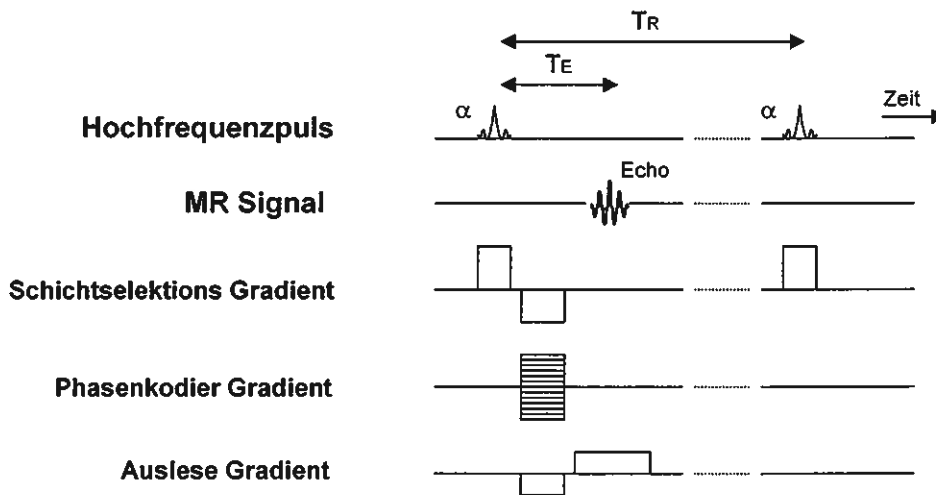 TR
TE
α
α
Zeit
Hochfrequenzpuls
Echo
MR Signal
Schichtselektions Gradient
Phasenkodier Gradient
Auslese Gradient